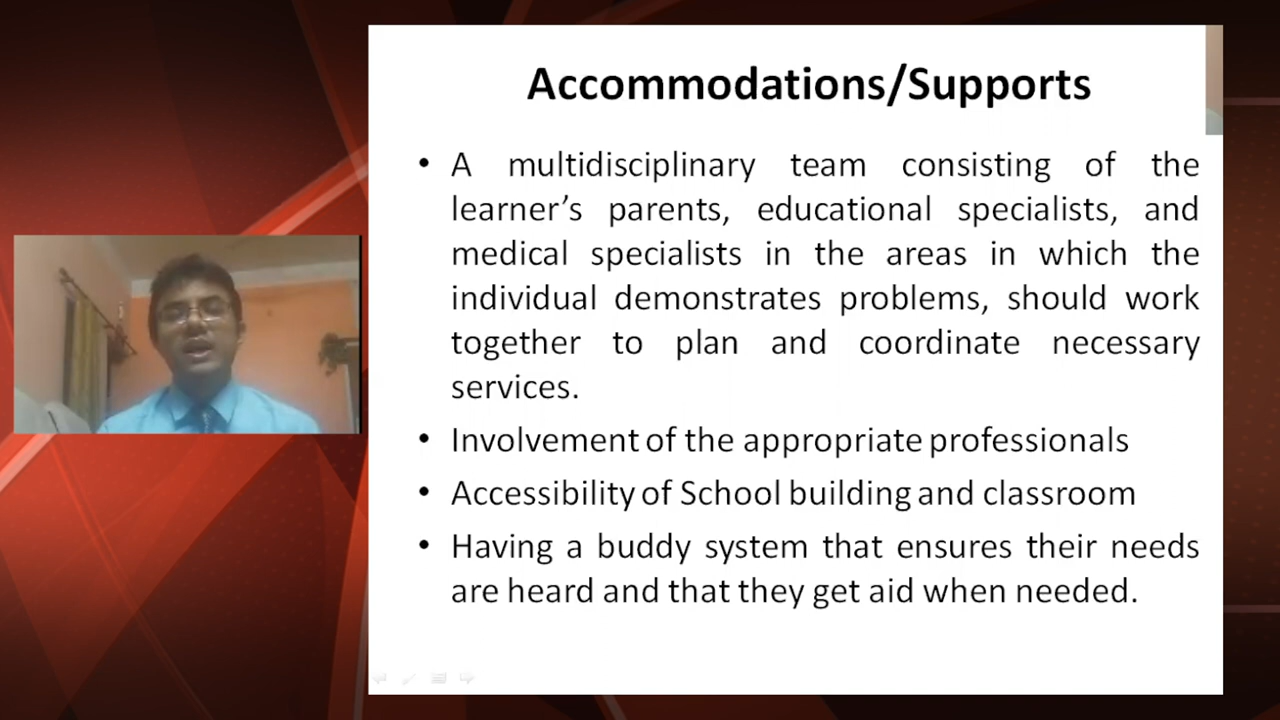 Accommodations/Supports
• A multidisciplinary team consisting of the
learner’s parents, educational specialists, and
medical specialists in the areas in which the
individual demonstrates problems, should work
together to plan and coordinate necessary
services.
• Involvement of the appropriate professionals
• Accessibility of School building and classroom
• Having a buddy system that ensures their needs
are heard and that they get aid when needed.